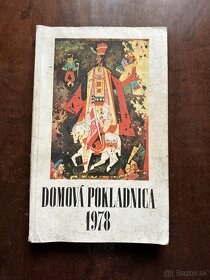 DOMOVÁ POKLADNICA
1978
Bazos.sk